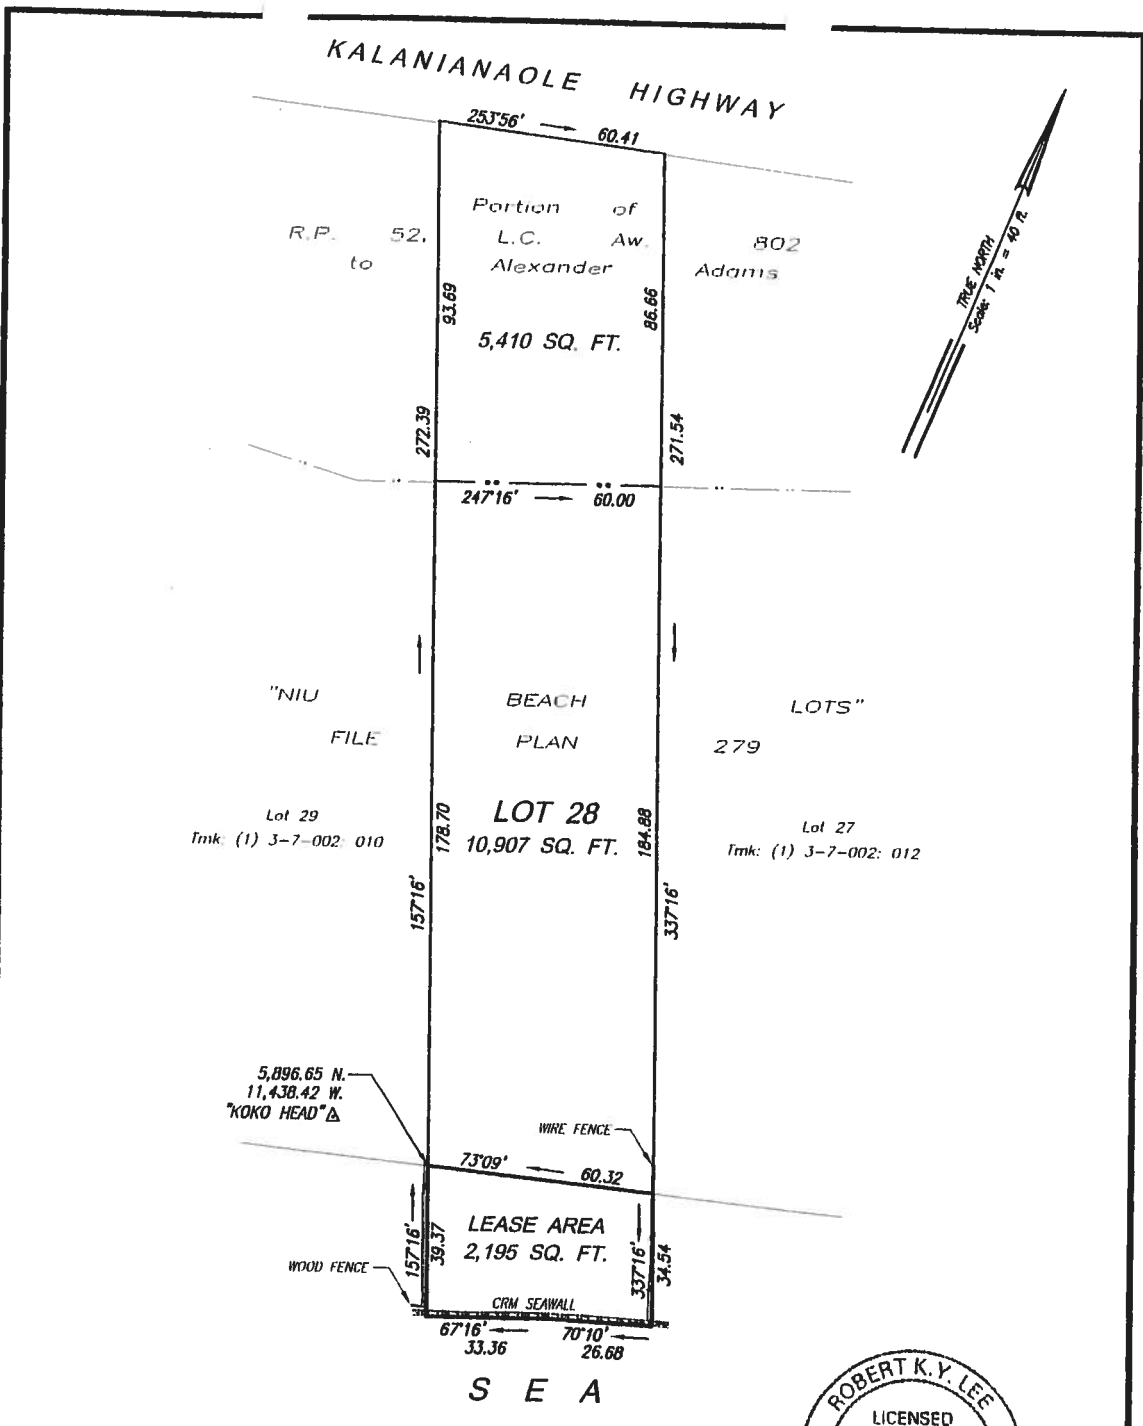 KALANIANAOLE HIGHWAY
253°56' 60.41
Portion of
R.P. 52, L.C. Aw. 802
to Alexander Adams
93.69
86.66
5,410 SQ. FT.
TRUE NORTH
Scale: 1 in. = 40 ft.
272.39
271.54
247°16' 60.00
"NIU BEACH LOTS"
FILE PLAN 279
LOT 28
10,907 SQ. FT.
178.70
184.88
Lot 29
Tmk: (1) 3-7-002: 010
Lot 27
Tmk: (1) 3-7-002: 012
157°16'
337°16'
5,896.65 N.
11,438.42 W.
"KOKO HEAD"
WIRE FENCE
73°09' 60.32
LEASE AREA
2,195 SQ. FT.
157°16'
39.37
337°16'
34.54
WOOD FENCE
CRM SEAWALL
67°16'
33.36
70°10'
26.68
SEA
ROBERT K.Y. LEE
LICENSED